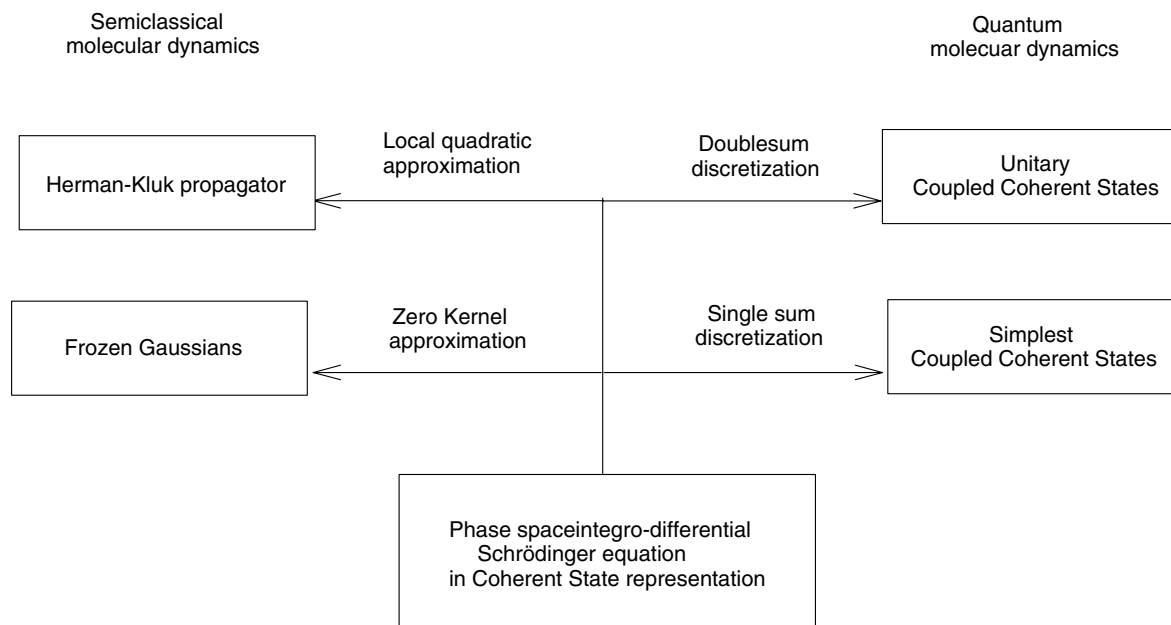 Semiclassical
molecular dynamics
Quantum
molecuar dynamics
Local quadratic
approximation
Doublesum
discretization
Herman-Kluk propagator
Unitary
Coupled Coherent States
Zero Kernel
approximation
Single sum
discretization
Frozen Gaussians
Simplest
Coupled Coherent States
Phase spaceintegro-differential
Schrödinger equation
in Coherent State representation